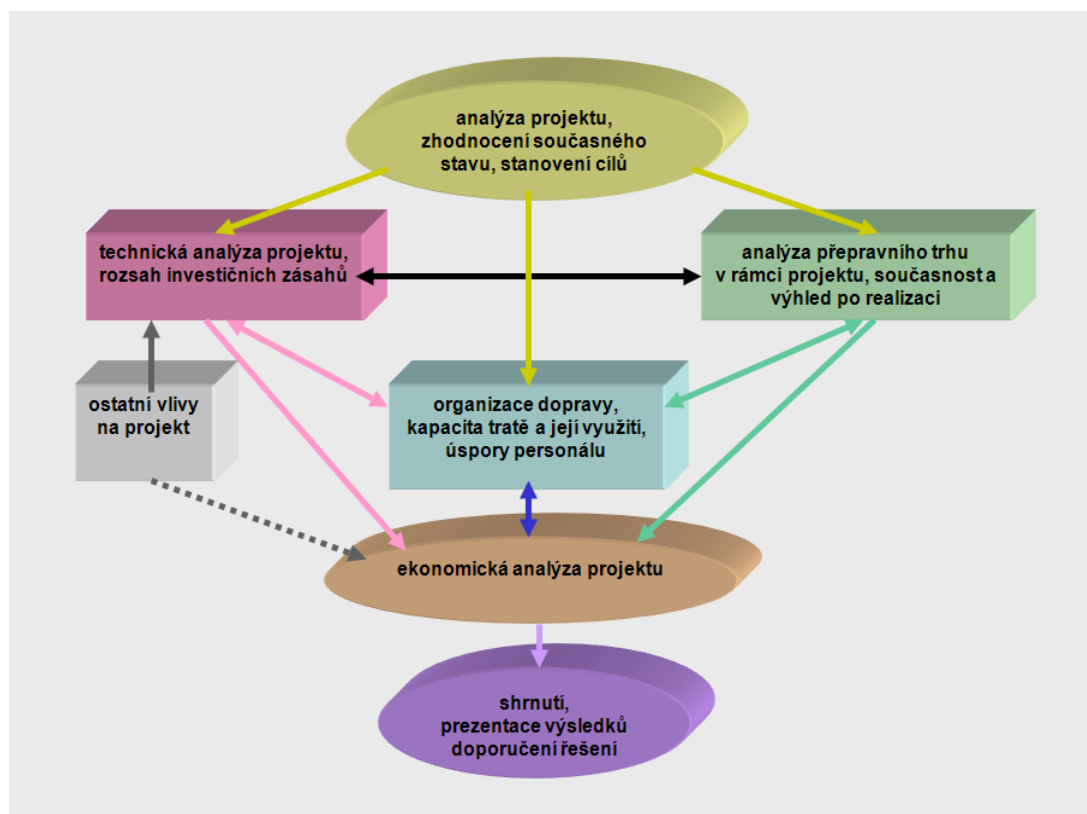 analýza projektu,
zhodnocení současného
stavu, stanovení cílů
technická analýza projektu,
rozsah investičních zásahů
analýza přepravního trhu
v rámci projektu, současnost a
výhled po realizaci
ostatní vlivy
na projekt
organizace dopravy,
kapacita tratě a její využití,
úspory personálu
ekonomická analýza projektu
shrnutí,
prezentace výsledků
doporučení řešení